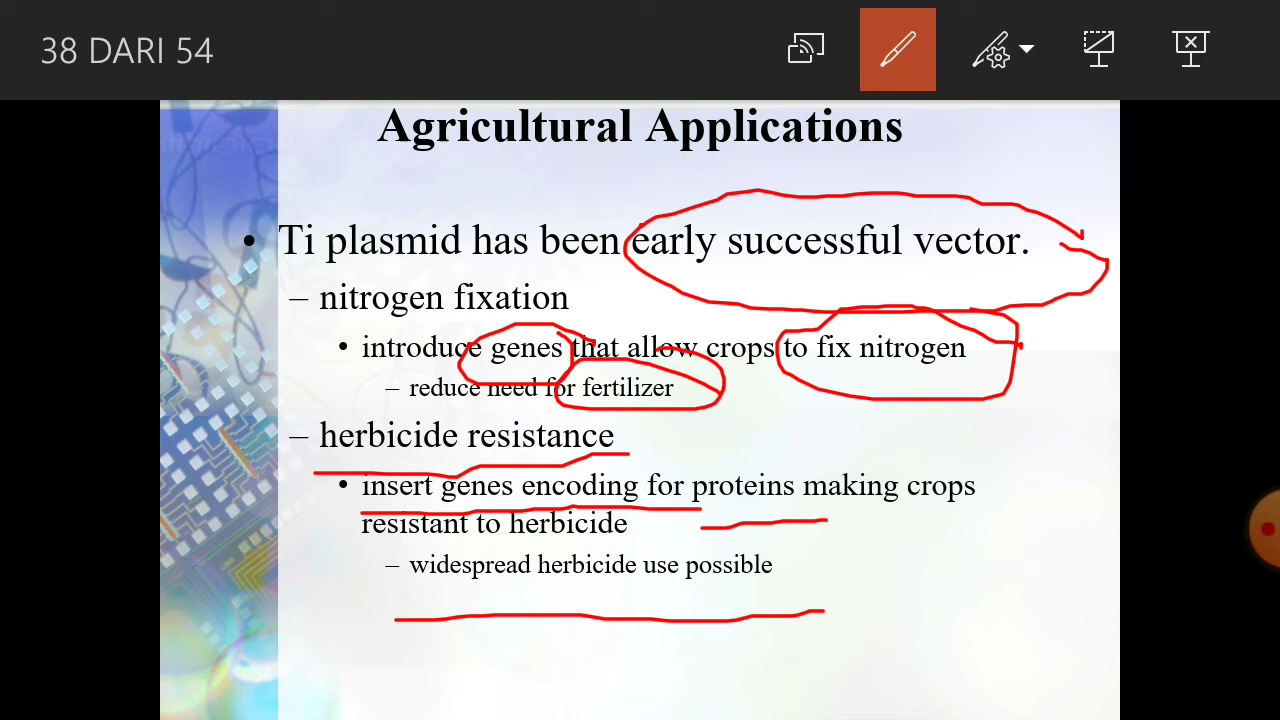 38 DARI 54
Agricultural Applications
• Ti plasmid has been early successful vector.
– nitrogen fixation
• introduce genes that allow crops to fix nitrogen
– reduce need for fertilizer
– herbicide resistance
• insert genes encoding for proteins making crops
resistant to herbicide
– widespread herbicide use possible